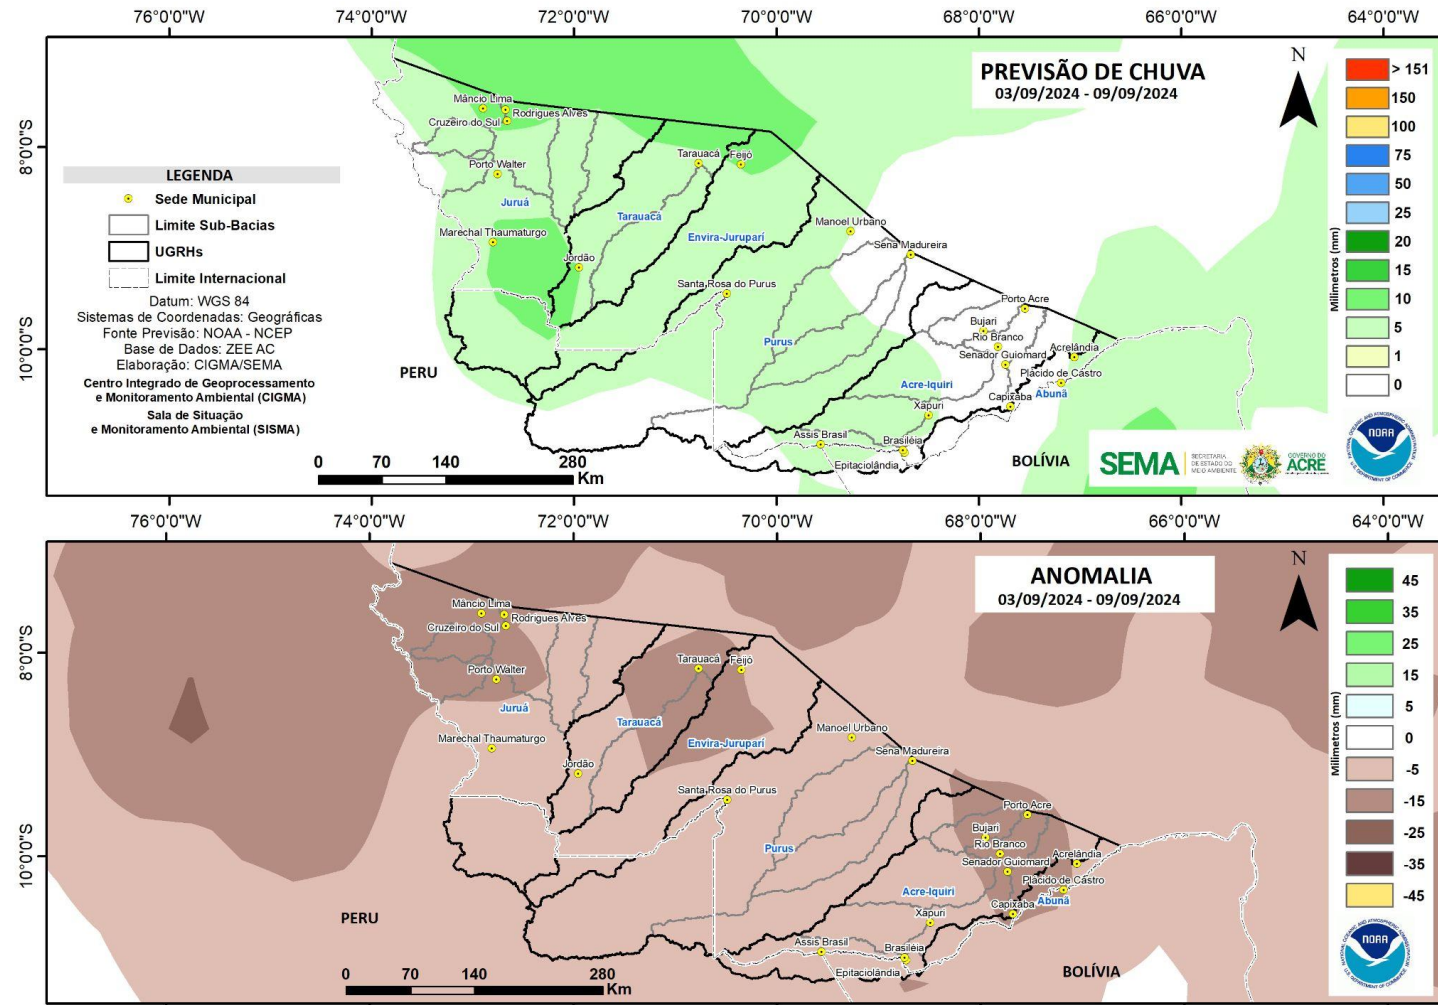 76°0'0"W 74°0'0"W 72°0'0"W 70°0'0"W 68°0'0"W 66°0'0"W 64°0'0"W
PREVISÃO DE CHUVA
03/09/2024 - 09/09/2024
N
8°0'0"S
10°0'0"S
LEGENDA
Sede Municipal
Limite Sub-Bacias
UGRHs
Limite Internacional
Datum: WGS 84
Sistemas de Coordenadas: Geográficas
Fonte Previsão: NOAA - NCEP
Base de Dados: ZEE AC
Elaboração: CIGMA/SEMA
Centro Integrado de Geoprocessamento
e Monitoramento Ambiental (CIGMA)
Sala de Situação
e Monitoramento Ambiental (SISMA)
Mâncio Lima
Rodrigues Alves
Cruzeiro do Sul
Porto Walter
Juruá
Marechal Thaumaturgo
Jordão
Tarauacá
Feijó
Tarauacá
Envira-Jurupari
Manoel Urbano
Sena Madureira
Santa Rosa do Purus
Purus
Porto Acre
Bujari
Rio Branco
Senador Guiomard
Acrelândia
Plácido de Castro
Acre-Iquiri
Abunã
Capixaba
Xapuri
Assis Brasil
Brasiléia
Epitaciolândia
PERU
BOLÍVIA
0 70 140 280
Km
Milimetros (mm)
> 151
150
100
75
50
25
20
15
10
5
1
0
SEMA
SECRETARIA
DE ESTADO DO
MEIO AMBIENTE
GOVERNO DO
ACRE
NOAA
76°0'0"W 74°0'0"W 72°0'0"W 70°0'0"W 68°0'0"W 66°0'0"W 64°0'0"W
ANOMALIA
03/09/2024 - 09/09/2024
N
8°0'0"S
10°0'0"S
Mâncio Lima
Rodrigues Alves
Cruzeiro do Sul
Porto Walter
Juruá
Marechal Thaumaturgo
Jordão
Tarauacá
Feijó
Tarauacá
Envira-Jurupari
Manoel Urbano
Sena Madureira
Santa Rosa do Purus
Purus
Porto Acre
Bujari
Rio Branco
Senador Guiomard
Acrelândia
Plácido de Castro
Acre-Iquiri
Abunã
Capixaba
Xapuri
Assis Brasil
Brasiléia
Epitaciolândia
PERU
BOLÍVIA
0 70 140 280
Km
Milimetros (mm)
45
35
25
15
5
0
-5
-15
-25
-35
-45
NOAA